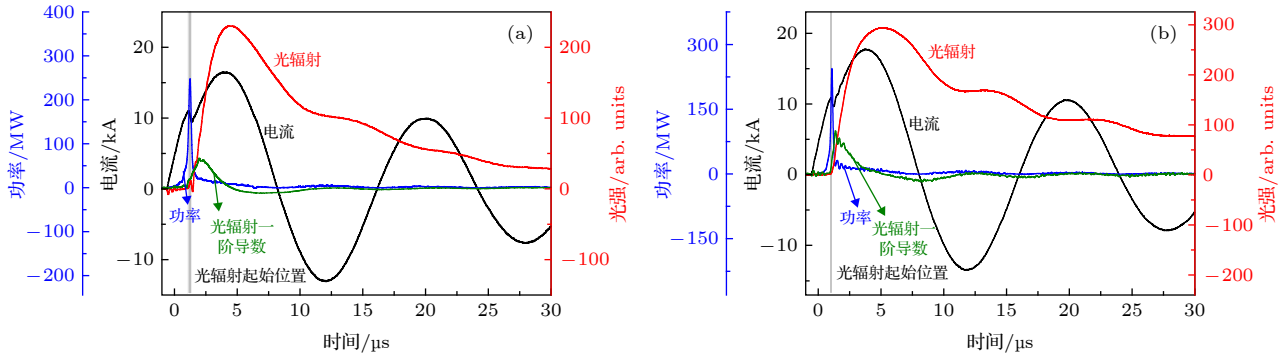 400
300
200
100
0
−100
−200
功率/MW
20
10
0
−10
电流/kA
(a)
光辐射
电流
功率
光辐射一
阶导数
光辐射起始位置
200
100
0
−100
光强/arb. units
0
5
10
15
20
25
30
时间/µs
300
150
0
−150
功率/MW
20
10
0
−10
电流/kA
(b)
光辐射
电流
功率
光辐射一
阶导数
光辐射起始位置
300
200
100
0
−100
−200
光强/arb. units
0
5
10
15
20
25
30
时间/µs